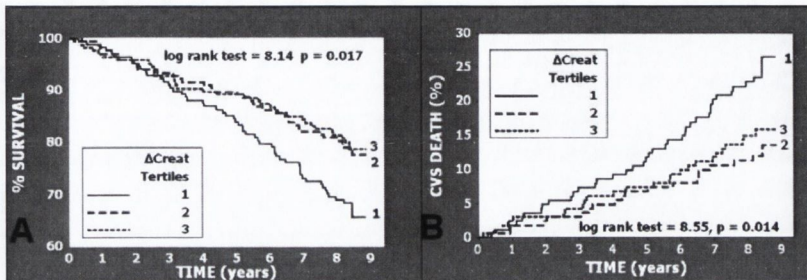 100
90
80
70
60
% SURVIVAL
log rank test = 8.14 p = 0.017
ΔCreat
Tertiles
1
2
3
3
2
1
A
0 1 2 3 4 5 6 7 8 9
TIME (years)
30
25
20
15
10
5
0
CVS DEATH (%)
ΔCreat
Tertiles
1
2
3
1
3
2
log rank test = 8.55, p = 0.014
B
0 1 2 3 4 5 6 7 8 9
TIME (years)